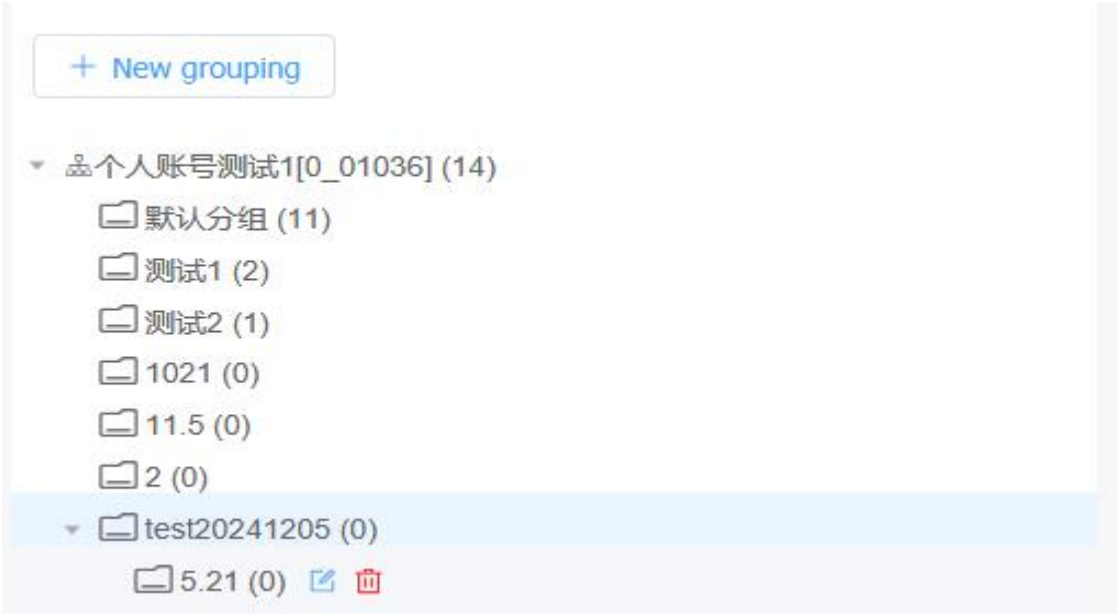 + New grouping
个人账号测试1[0_01036] (14)
默认分组 (11)
测试1 (2)
测试2 (1)
1021 (0)
11.5 (0)
2 (0)
test20241205 (0)
5.21 (0)